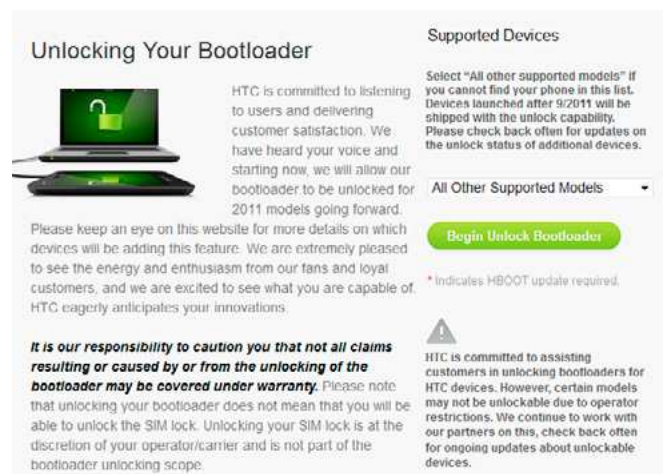 Unlocking Your Bootloader
HTC is committed to listening
to users and delivering
customer satisfaction. We
have heard your voice and
starting now, we will allow our
bootloader to be unlocked for
2011 models going forward.
Please keep an eye on this website for more details on which
devices will be adding this feature. We are extremely pleased
to see the energy and enthusiasm from our fans and loyal
customers, and we are excited to see what you are capable of.
HTC eagerly anticipates your innovations.
It is our responsibility to caution you that not all claims
resulting or caused by or from the unlocking of the
bootloader may be covered under warranty. Please note
that unlocking your bootloader does not mean that you will be
able to unlock the SIM lock. Unlocking your SIM lock is at the
discretion of your operator/carrier and is not part of the
bootloader unlocking scope.
Supported Devices
Select “All other supported models” if
you cannot find your phone in this list.
Devices launched after 9/2011 will be
shipped with the unlock capability.
Please check back often for updates on
the unlock status of additional devices.
All Other Supported Models
Begin Unlock Bootloader
* Indicates HBOOT update required.
HTC is committed to assisting
customers in unlocking bootloaders for
HTC devices. However, certain models
may not be unlockable due to operator
restrictions. We continue to work with
our partners on this, check back often
for ongoing updates about unlockable
devices.